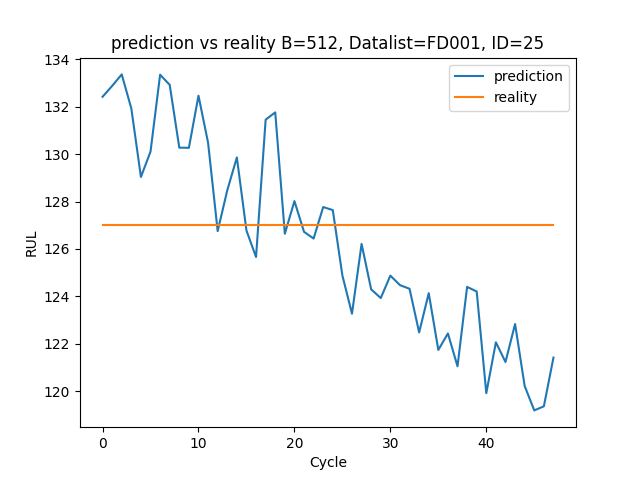 prediction vs reality B=512, Datalist=FD001, ID=25
prediction
reality
134
132
130
128
126
124
122
120
RUL
0 10 20 30 40
Cycle